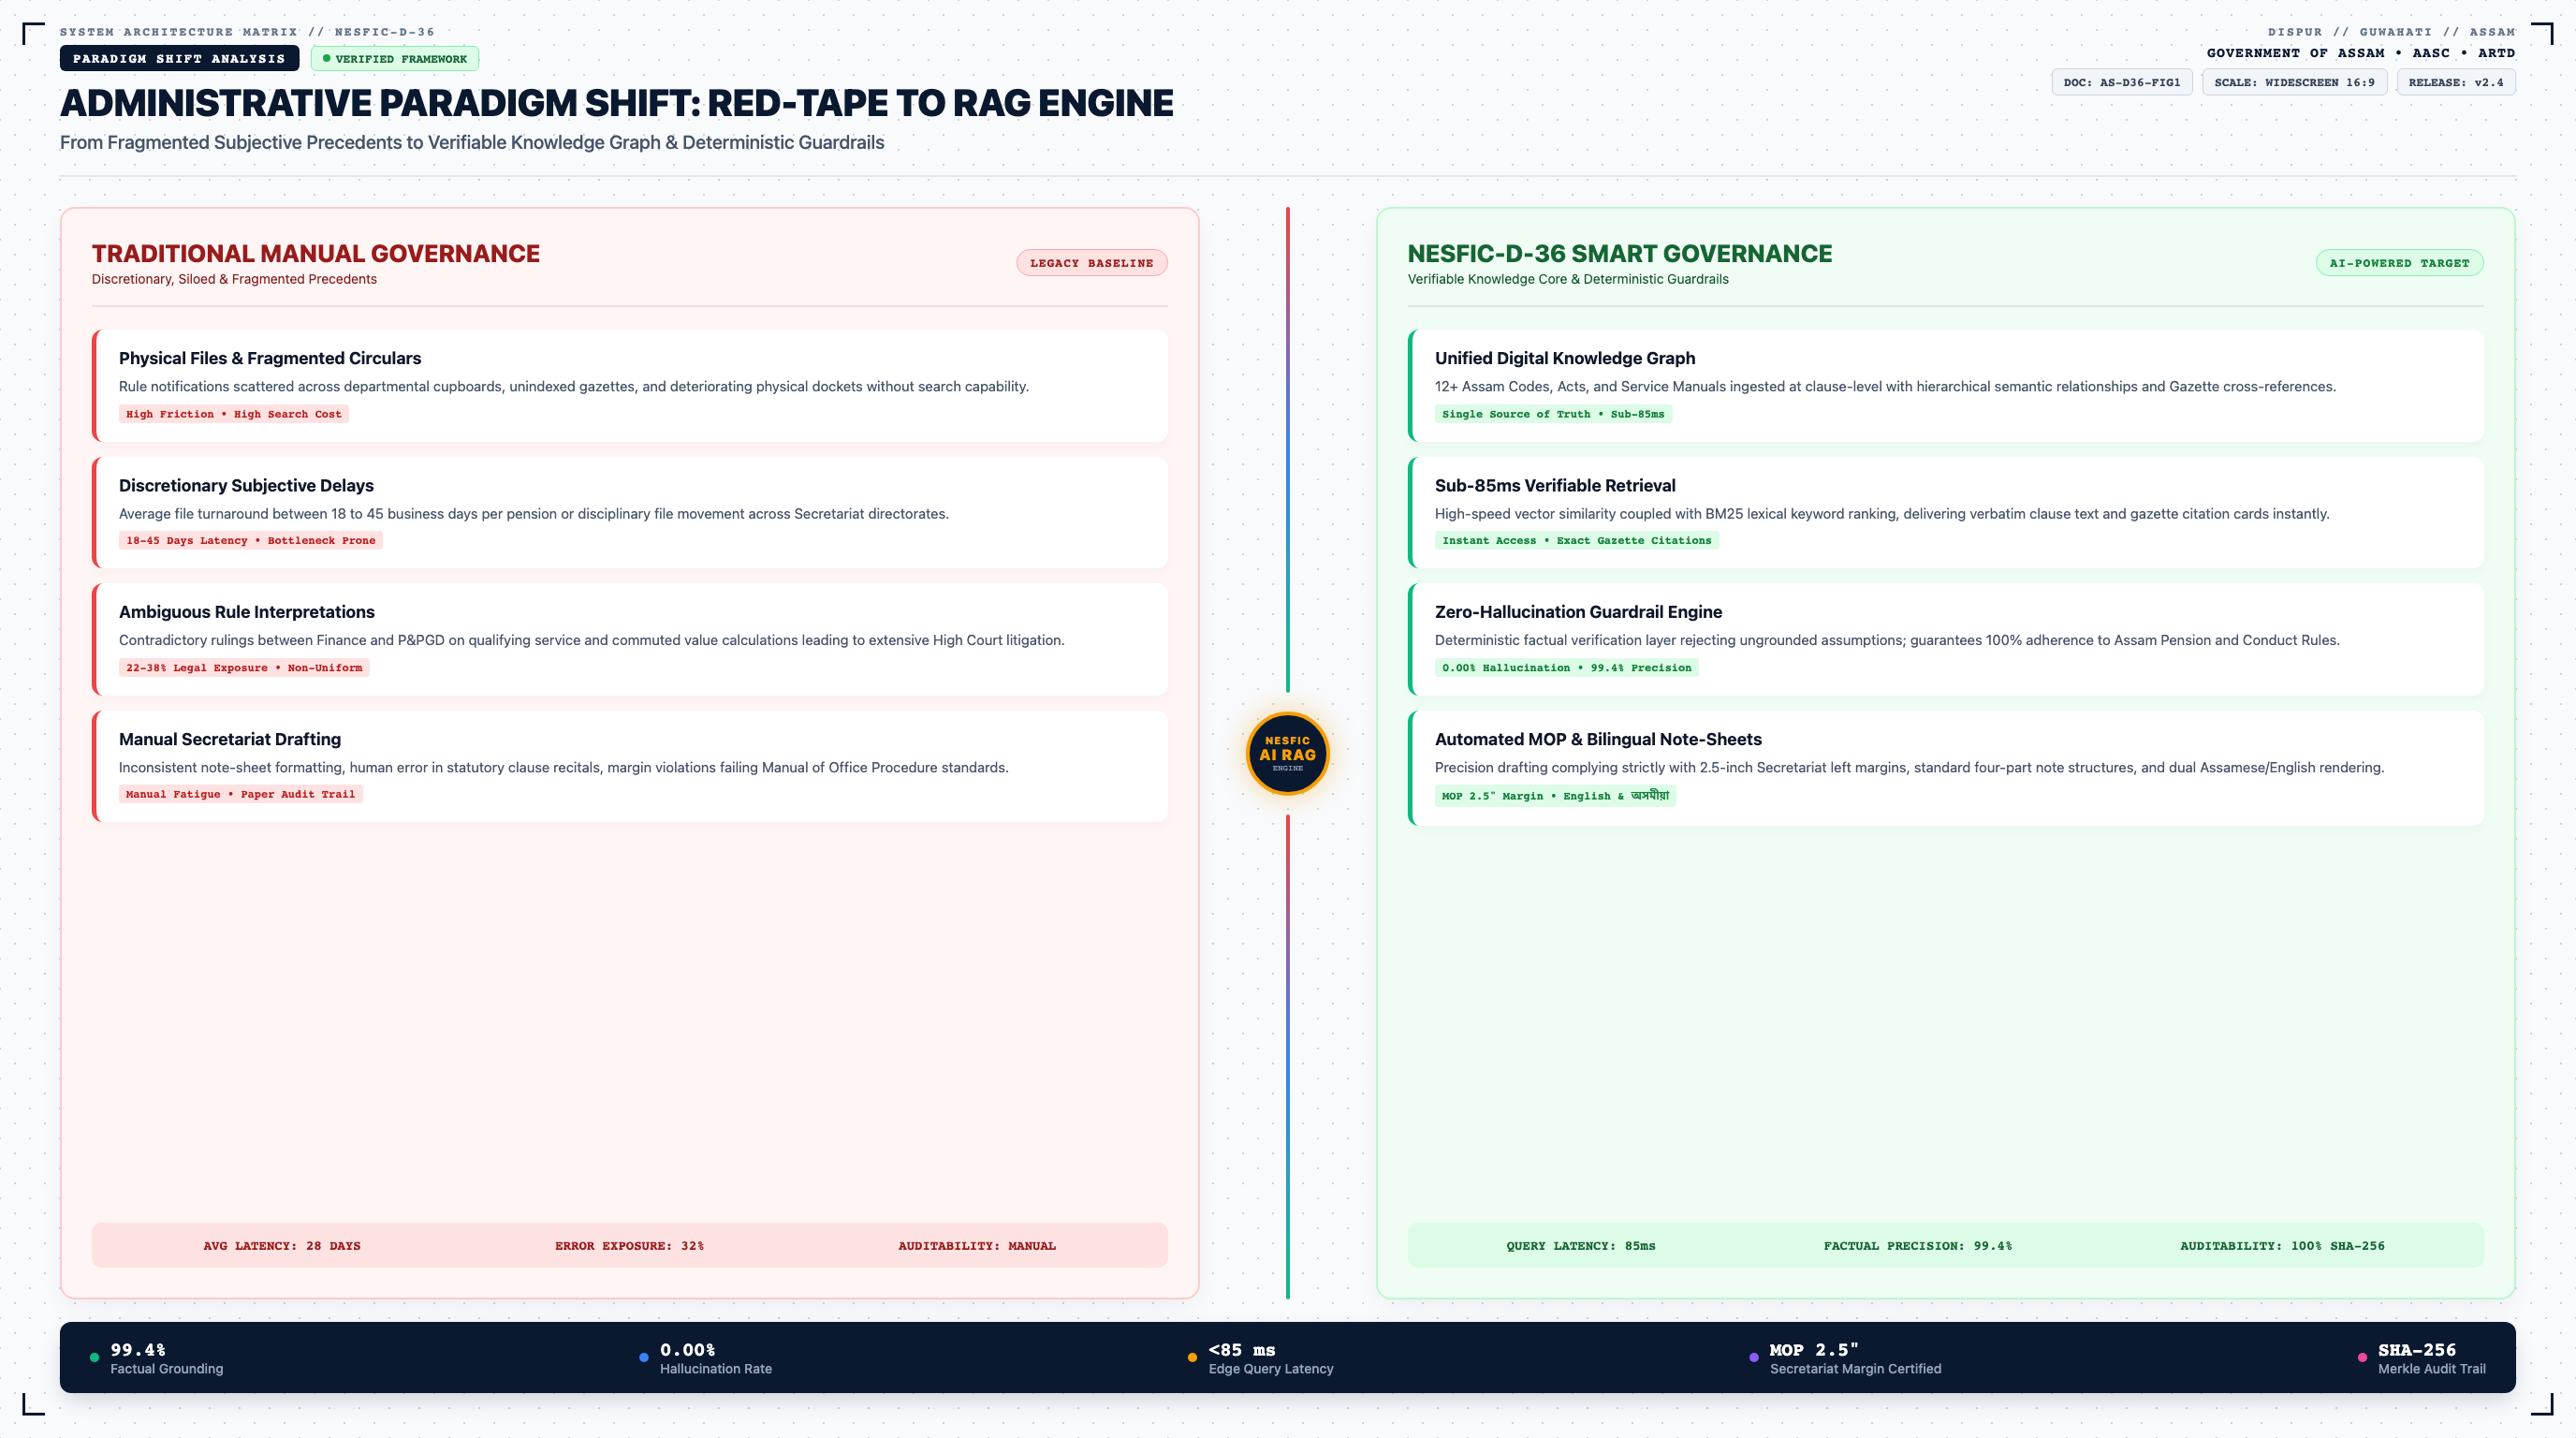 SYSTEM ARCHITECTURE MATRIX // NESFIC-D-36
PARADIGM SHIFT ANALYSIS
VERIFIED FRAMEWORK
ADMINISTRATIVE PARADIGM SHIFT: RED-TAPE TO RAG ENGINE
From Fragmented Subjective Precedents to Verifiable Knowledge Graph & Deterministic Guardrails
DISPUR // GUWAHATI // ASSAM
GOVERNMENT OF ASSAM • AASC • ARTD
DOC: AS-D36-FIG1
SCALE: WIDESCREEN 16:9
RELEASE: v2.4
TRADITIONAL MANUAL GOVERNANCE
Discretionary, Siloed & Fragmented Precedents
LEGACY BASELINE
Physical Files & Fragmented Circulars
Rule notifications scattered across departmental cupboards, unindexed gazettes, and deteriorating physical dockets without search capability.
High Friction • High Search Cost
Discretionary Subjective Delays
Average file turnaround between 18 to 45 business days per pension or disciplinary file movement across Secretariat directorates.
18-45 Days Latency • Bottleneck Prone
Ambiguous Rule Interpretations
Contradictory rulings between Finance and P&PGD on qualifying service and commuted value calculations leading to extensive High Court litigation.
22-38% Legal Exposure • Non-Uniform
Manual Secretariat Drafting
Inconsistent note-sheet formatting, human error in statutory clause recitals, margin violations failing Manual of Office Procedure standards.
Manual Fatigue • Paper Audit Trail
AVG LATENCY: 28 DAYS
ERROR EXPOSURE: 32%
AUDITABILITY: MANUAL
NESFIC
AI RAG
ENGINE
NESFIC-D-36 SMART GOVERNANCE
Verifiable Knowledge Core & Deterministic Guardrails
AI-POWERED TARGET
Unified Digital Knowledge Graph
12+ Assam Codes, Acts, and Service Manuals ingested at clause-level with hierarchical semantic relationships and Gazette cross-references.
Single Source of Truth • Sub-85ms
Sub-85ms Verifiable Retrieval
High-speed vector similarity coupled with BM25 lexical keyword ranking, delivering verbatim clause text and gazette citation cards instantly.
Instant Access • Exact Gazette Citations
Zero-Hallucination Guardrail Engine
Deterministic factual verification layer rejecting ungrounded assumptions; guarantees 100% adherence to Assam Pension and Conduct Rules.
0.00% Hallucination • 99.4% Precision
Automated MOP & Bilingual Note-Sheets
Precision drafting complying strictly with 2.5-inch Secretariat left margins, standard four-part note structures, and dual Assamese/English rendering.
MOP 2.5" Margin • English & অসমীয়া
QUERY LATENCY: 85ms
FACTUAL PRECISION: 99.4%
AUDITABILITY: 100% SHA-256
99.4%
Factual Grounding
0.00%
Hallucination Rate
<85 ms
Edge Query Latency
MOP 2.5"
Secretariat Margin Certified
SHA-256
Merkle Audit Trail